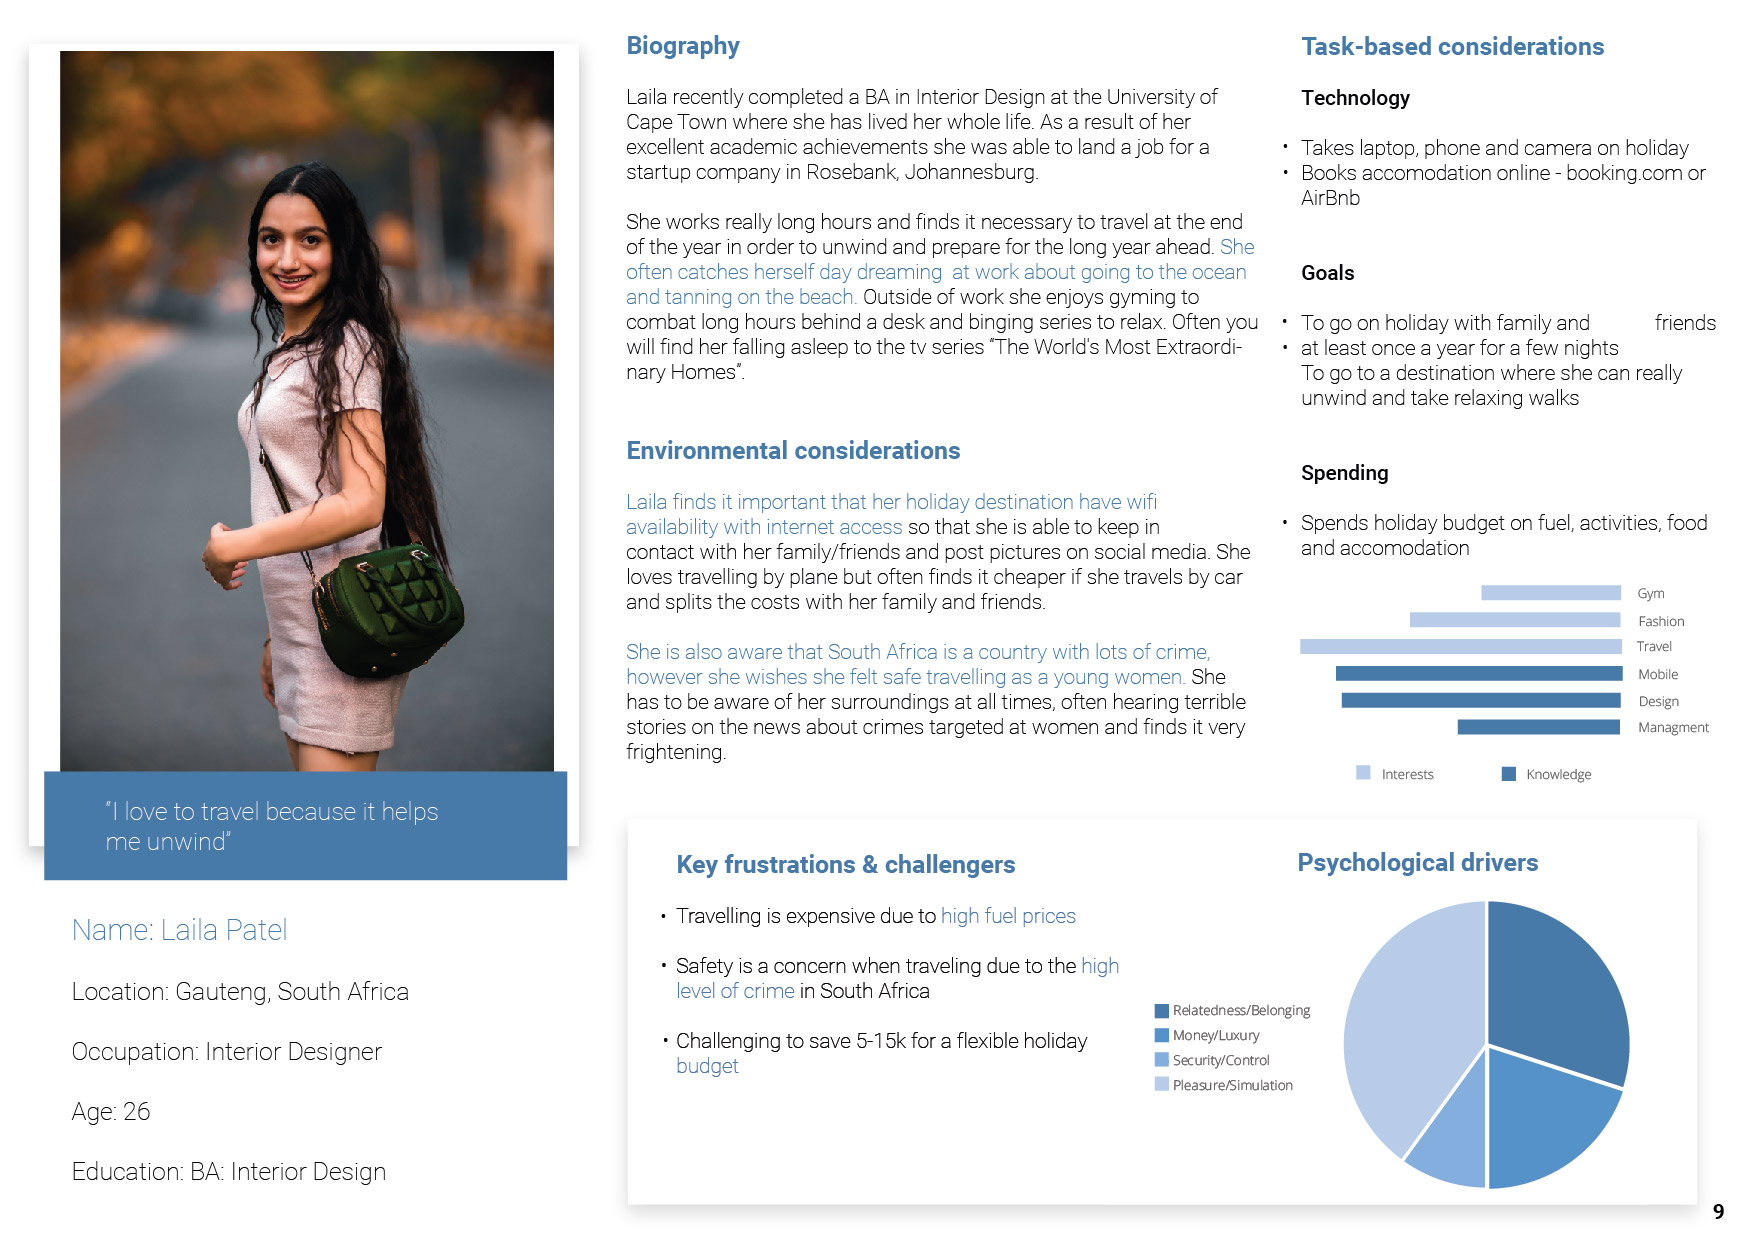 "I love to travel because it helps
me unwind"
Name: Laila Patel
Location: Gauteng, South Africa
Occupation: Interior Designer
Age: 26
Education: BA: Interior Design
Biography
Laila recently completed a BA in Interior Design at the University of
Cape Town where she has lived her whole life. As a result of her
excellent academic achievements she was able to land a job for a
startup company in Rosebank, Johannesburg.
She works really long hours and finds it necessary to travel at the end
of the year in order to unwind and prepare for the long year ahead. She
often catches herself day dreaming  at work about going to the ocean
and tanning on the beach. Outside of work she enjoys gyming to
combat long hours behind a desk and binging series to relax. Often you
will find her falling asleep to the tv series “The World's Most Extraordi-
nary Homes”.
Environmental considerations
Laila finds it important that her holiday destination have wifi
availability with internet access so that she is able to keep in
contact with her family/friends and post pictures on social media. She
loves travelling by plane but often finds it cheaper if she travels by car
and splits the costs with her family and friends.
She is also aware that South Africa is a country with lots of crime,
however she wishes she felt safe travelling as a young women. She
has to be aware of her surroundings at all times, often hearing terrible
stories on the news about crimes targeted at women and finds it very
frightening.
Task-based considerations
Technology
• Takes laptop, phone and camera on holiday
• Books accomodation online - booking.com or
AirBnb
Goals
• To go on holiday with family and friends
• at least once a year for a few nights
To go to a destination where she can really
unwind and take relaxing walks
Spending
• Spends holiday budget on fuel, activities, food
and accomodation
Gym
Fashion
Travel
Mobile
Design
Managment
Interests Knowledge
Key frustrations & challengers
• Travelling is expensive due to high fuel prices
• Safety is a concern when traveling due to the high
level of crime in South Africa
• Challenging to save 5-15k for a flexible holiday
budget
Psychological drivers
Relatedness/Belonging
Money/Luxury
Security/Control
Pleasure/Simulation
9